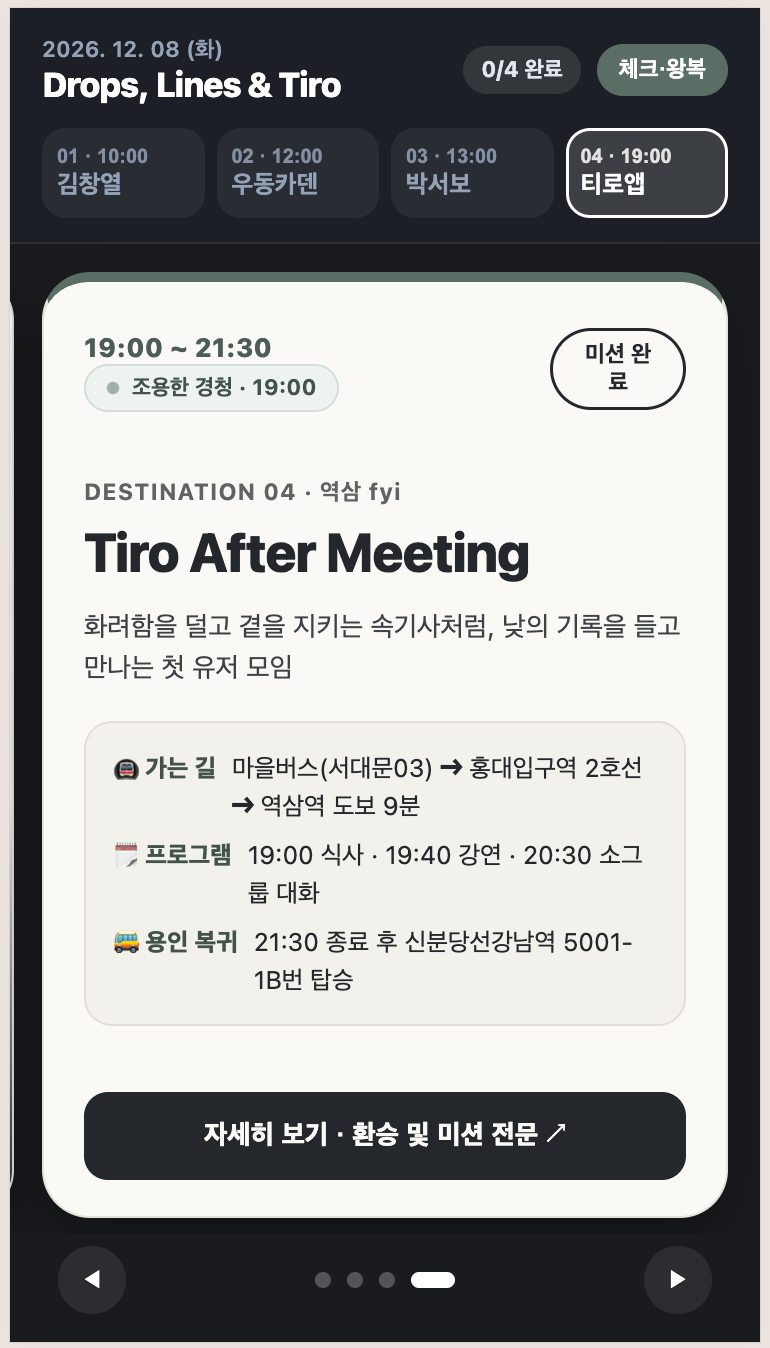 2026. 12. 08 (화)
Drops, Lines & Tiro
0/4 완료
체크·왕복
01 · 10:00
김창열
02 · 12:00
우동카덴
03 · 13:00
박서보
04 · 19:00
티로앱
19:00 ~ 21:30
조용한 경청 · 19:00
미션 완
료
DESTINATION 04 · 역삼 fyi
Tiro After Meeting
화려함을 덜고 곁을 지키는 속기사처럼, 낮의 기록을 들고
만나는 첫 유저 모임
가는 길 마을버스(서대문03) → 홍대입구역 2호선
→ 역삼역 도보 9분
프로그램 19:00 식사 · 19:40 강연 · 20:30 소그
룹 대화
용인 복귀 21:30 종료 후 신분당선강남역 5001-
1B번 탑승
자세히 보기 · 환승 및 미션 전문 ↗